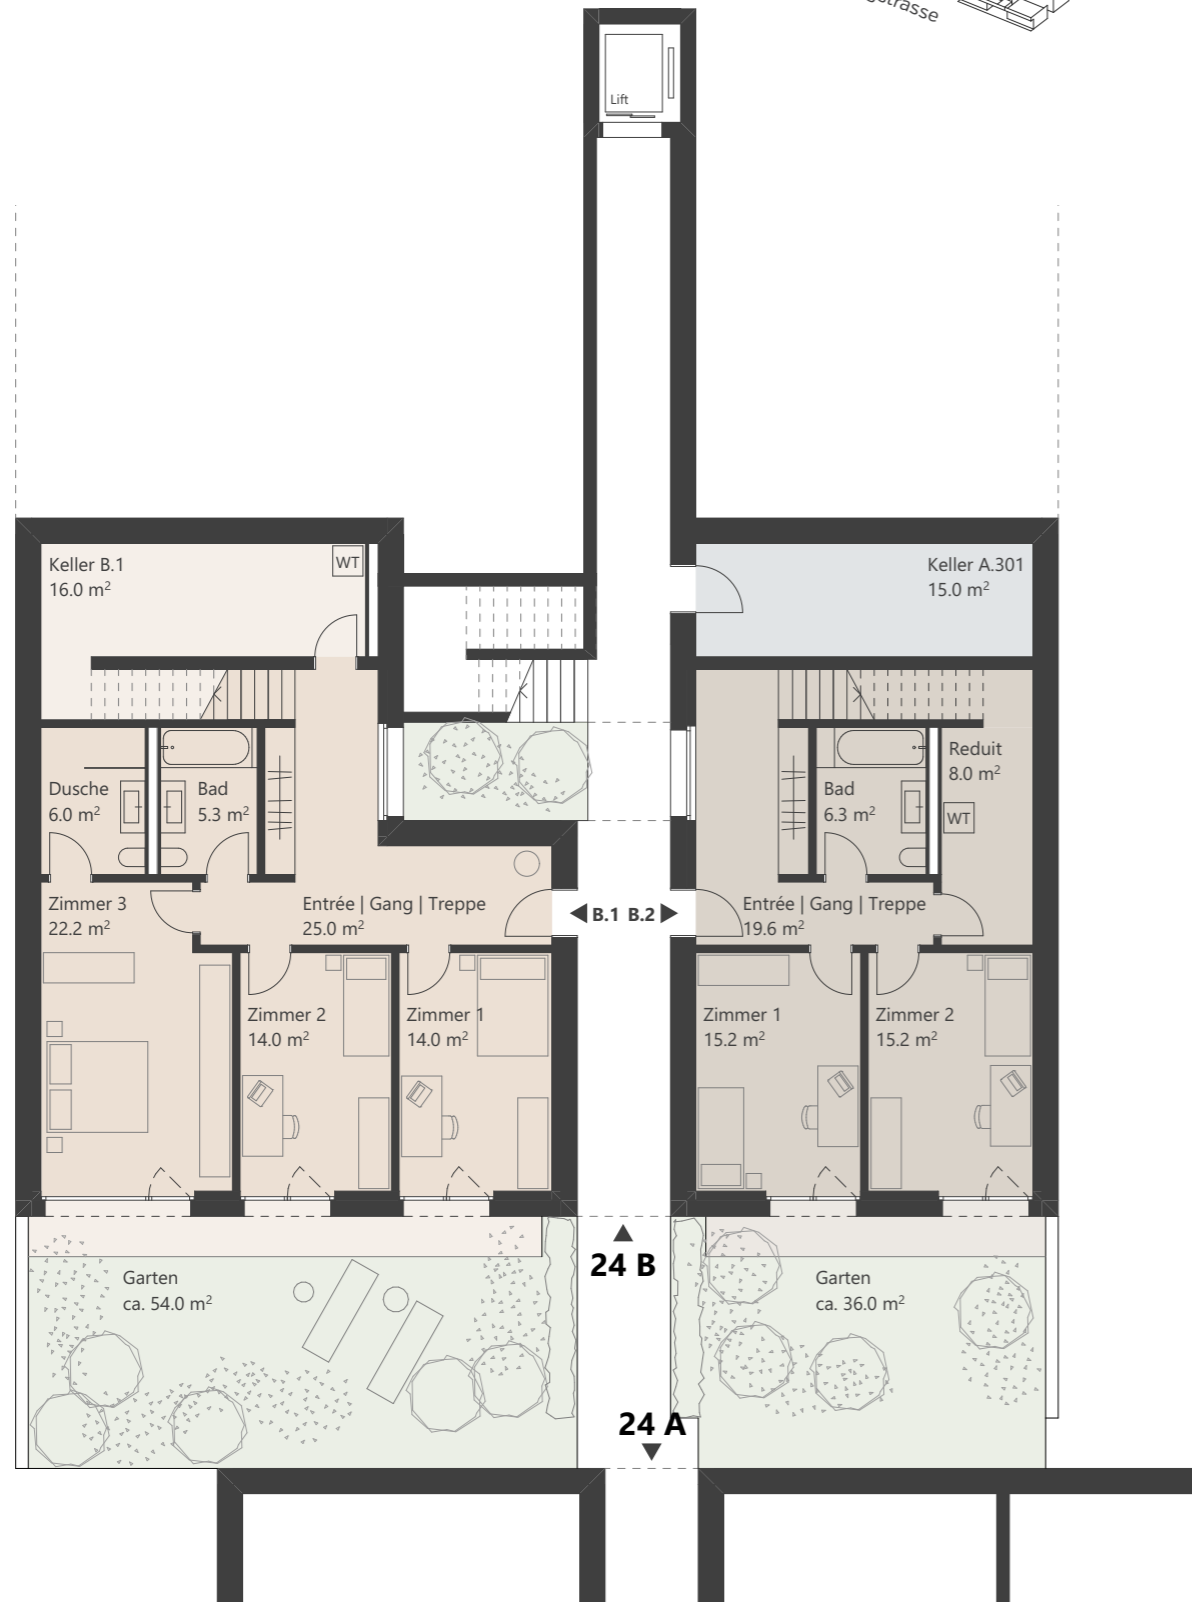 Lift
Keller B.1
16.0 m²
WT
Keller A.301
15.0 m²
Dusche
6.0 m²
Bad
5.3 m²
Bad
6.3 m²
Reduit
8.0 m²
WT
Zimmer 3
22.2 m²
Entrée | Gang | Treppe
25.0 m²
B.1 B.2
Entrée | Gang | Treppe
19.6 m²
Zimmer 2
14.0 m²
Zimmer 1
14.0 m²
Zimmer 1
15.2 m²
Zimmer 2
15.2 m²
24 B
Garten
ca. 54.0 m²
Garten
ca. 36.0 m²
24 A